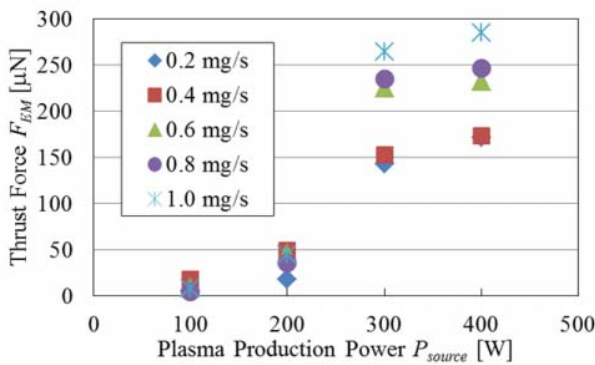 Thrust Force F_EM [µN]
300
250
200
150
100
50
0
0.2 mg/s
0.4 mg/s
0.6 mg/s
0.8 mg/s
1.0 mg/s
0 100 200 300 400 500
Plasma Production Power P_source [W]